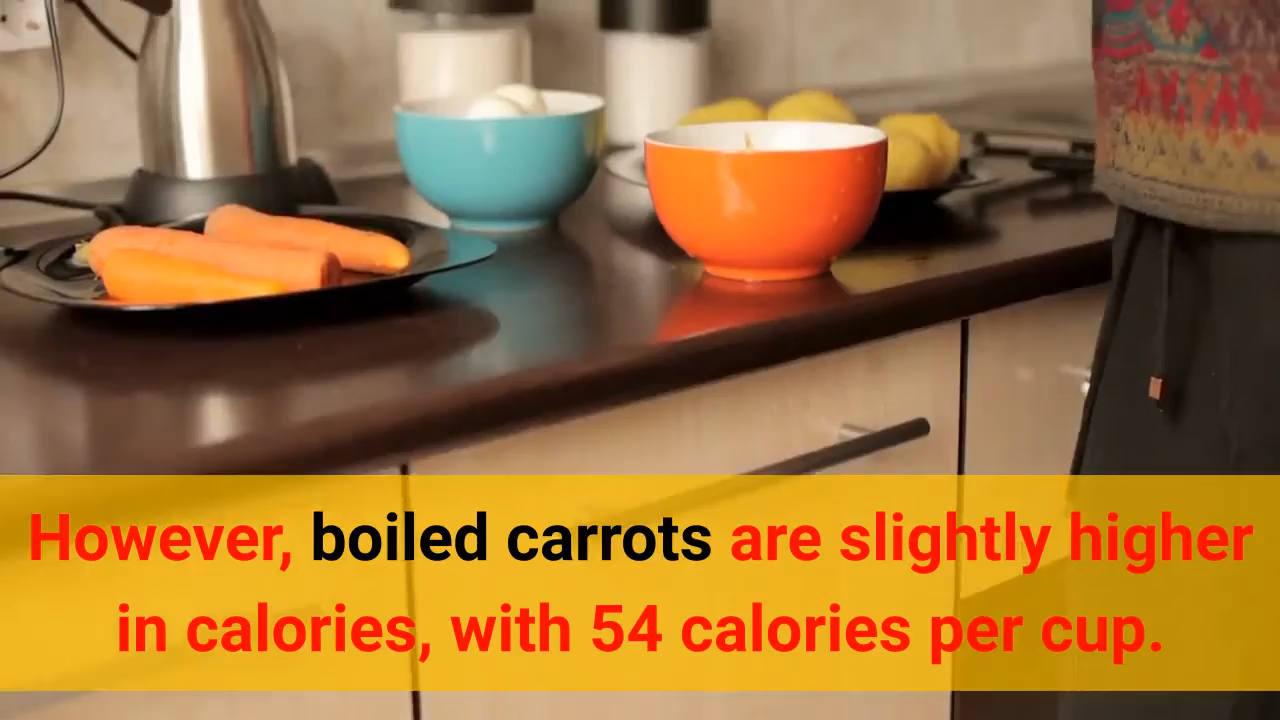 However, boiled carrots are slightly higher
in calories, with 54 calories per cup.